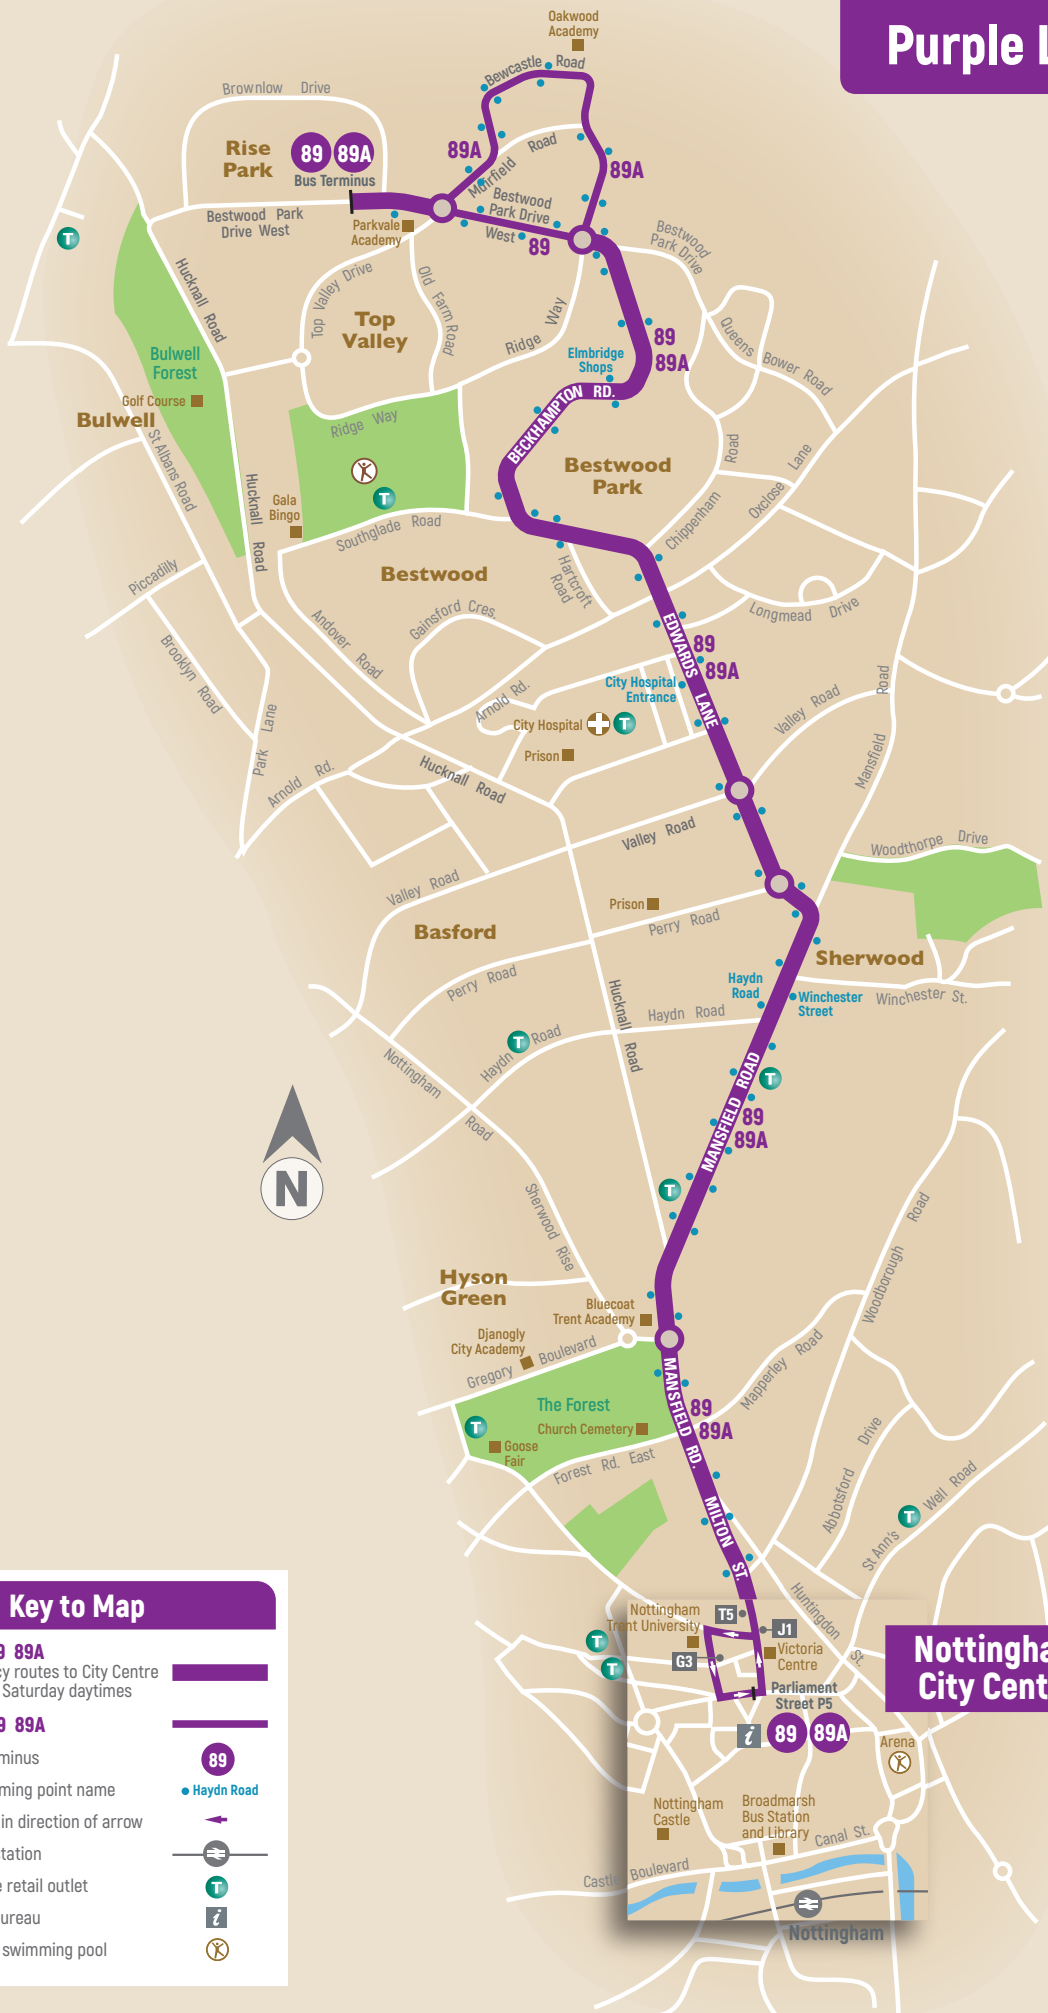 Purple L
Oakwood
Academy
Bewcastle Road
Brownlow Drive
Rise
Park
89 89A
Bus Terminus
89A
Muirfield Road
89A
Bestwood
Park Drive
West
89
Bestwood Park
Drive West
Parkvale
Academy
Bestwood
Park Drive
Hucknall Road
Top Valley Drive
Old Farm Road
Top
Valley
Ridge Way
Queens Bower Road
89
89A
Elmbridge
Shops
BECKHAMPTON RD.
Bulwell
Forest
Golf Course
Bulwell
Ridge Way
St Albans Road
T
T
Hucknall Road
Gala
Bingo
Southglade Road
Bestwood
Park
Road
Chippenham
Oxclose Lane
Bestwood
Hartcroft
Road
Piccadilly
Gainsford Cres.
Andover Road
Longmead Drive
Brooklyn Road
EDWARDS LANE
89
89A
City Hospital
Entrance
Arnold Rd.
City Hospital
T
Prison
Valley Road
Mansfield Road
Park Lane
Arnold Rd.
Hucknall Road
Valley Road
Woodthorpe Drive
Valley Road
Prison
Perry Road
Basford
Sherwood
Perry Road
Haydn
Road
Winchester
Street
Winchester St.
Hucknall Road
Haydn Road
Haydn Road
T
Nottingham Road
MANSFIELD ROAD
T
89
89A
N
T
Sherwood Rise
Woodborough Road
Hyson
Green
Bluecoat
Trent Academy
Djanogly
City Academy
Gregory Boulevard
Mapperley Road
MANSFIELD RD.
89
89A
The Forest
Church Cemetery
T
Goose
Fair
Forest Rd. East
Abbotsford Drive
St Ann's Well Road
T
MILTON ST.
Huntingdon St.
Nottingham
Trent University
T5
J1
G3
Victoria
Centre
T
T
Parliament
Street P5
i
89 89A
Arena
Nottingham
Castle
Broadmarsh
Bus Station
and Library
Canal St.
Castle Boulevard
Nottingham
Nottingha
City Cent
Key to Map
9 89A
cy routes to City Centre
Saturday daytimes
9 89A
minus
89
ming point name
Haydn Road
in direction of arrow
tation
e retail outlet
T
ureau
i
swimming pool